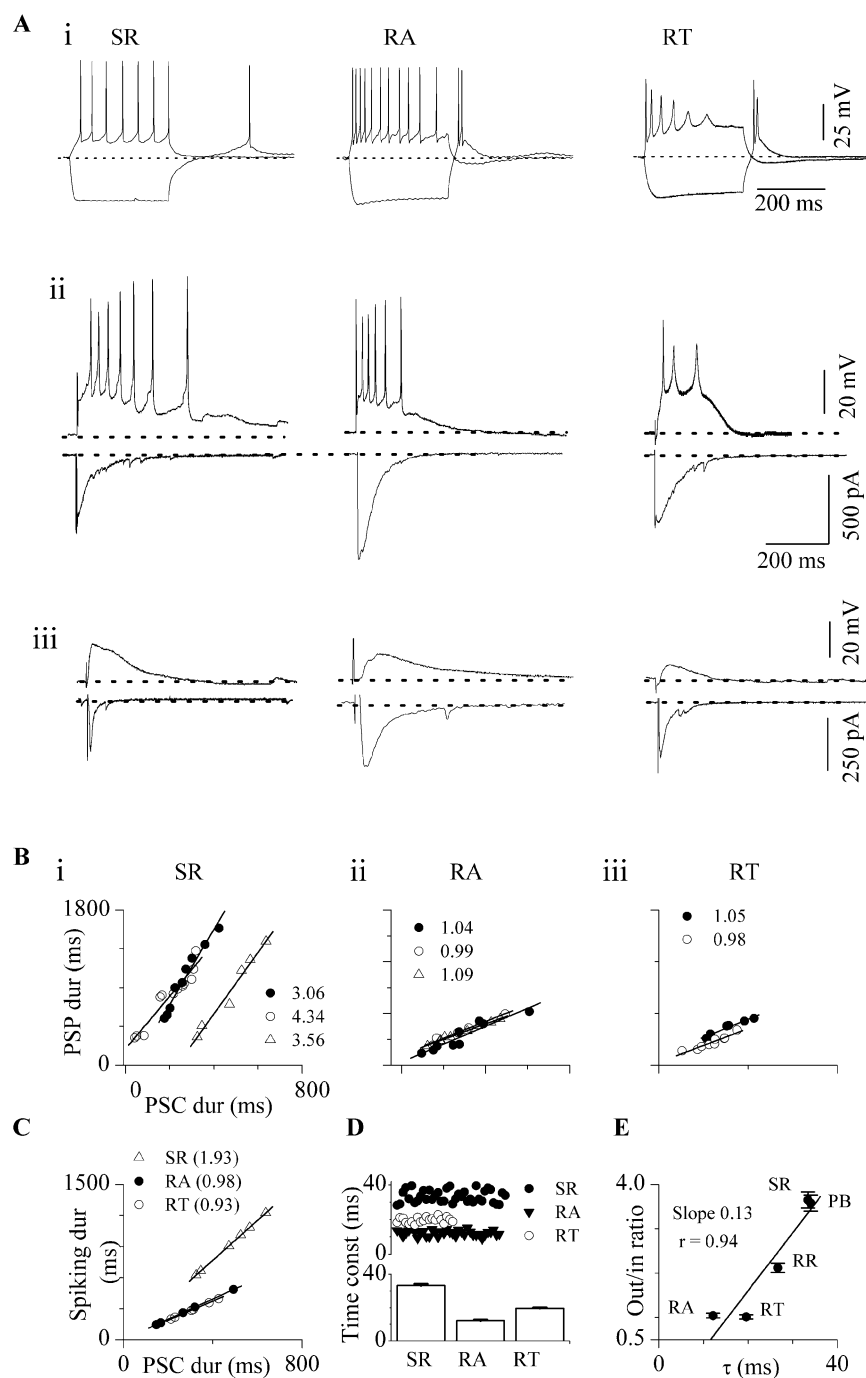 A
i SR RA RT
25 mV
200 ms
ii
20 mV
500 pA
200 ms
iii
20 mV
250 pA
B
i SR ii RA iii RT
1800
PSP dur (ms)
0
3.06
4.34
3.56
0 800
PSC dur (ms)
1.04
0.99
1.09
1.05
0.98
C
SR (1.93)
RA (0.98)
RT (0.93)
1500
Spiking dur
(ms)
0
0 800
PSC dur (ms)
D
40
(ms)
0
SR
RA
RT
40
Time const
0
SR RA RT
E
4.0
Out/in ratio
0.5
SR
PB
Slope 0.13
r = 0.94
RR
RA RT
0 40
τ (ms)